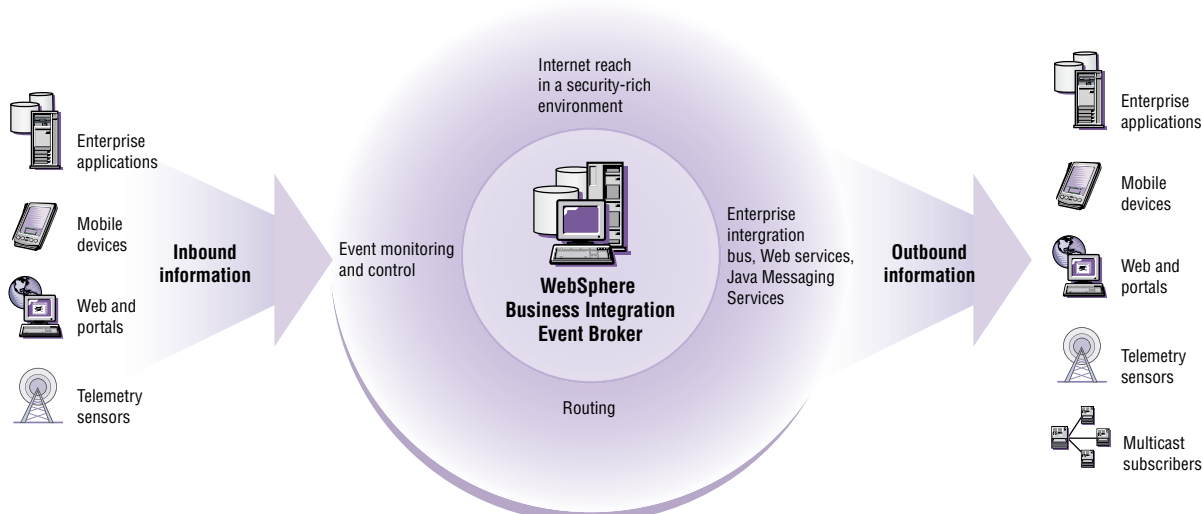 Enterprise
applications
Mobile
devices
Web and
portals
Telemetry
sensors
Inbound
information
Internet reach
in a security-rich
environment
Event monitoring
and control
WebSphere
Business Integration
Event Broker
Enterprise
intergration
bus, Web services,
Java Messaging
Services
Routing
Outbound
information
Enterprise
applications
Mobile
devices
Web and
portals
Telemetry
sensors
Multicast
subscribers